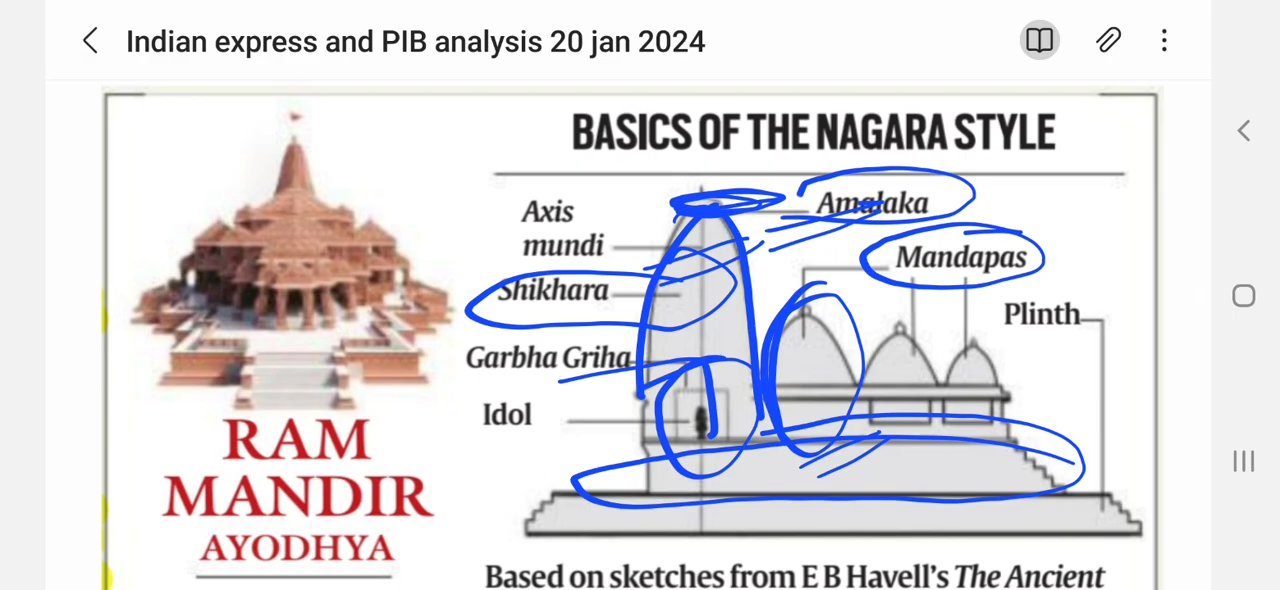 Indian express and PIB analysis 20 jan 2024
BASICS OF THE NAGARA STYLE
Axis
mundi
Amalaka
Shikhara
Mandapas
Plinth
Garbha Griha
Idol
RAM
MANDIR
AYODHYA
Based on sketches from E B Havell's The Ancient